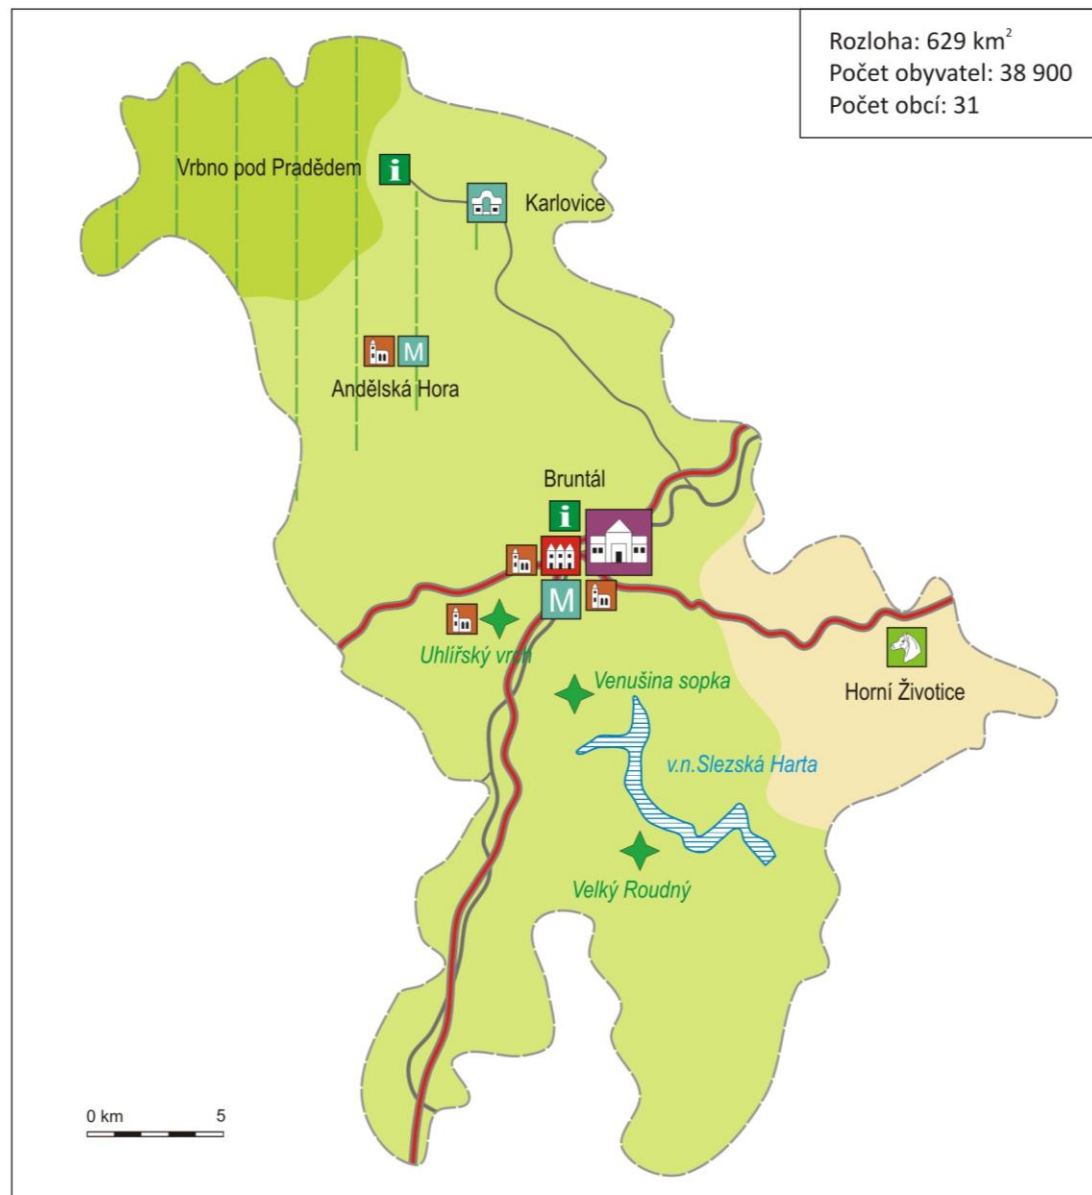 Rozloha: 629 km²
Počet obyvatel: 38 900
Počet obcí: 31
Vrbno pod Pradědem
i
Karlovice
M
Andělská Hora
Bruntál
i
M
Uhlířský vrch
Venušina sopka
Horní Životice
v.n.Slezská Harta
Velký Roudný
0 km 5